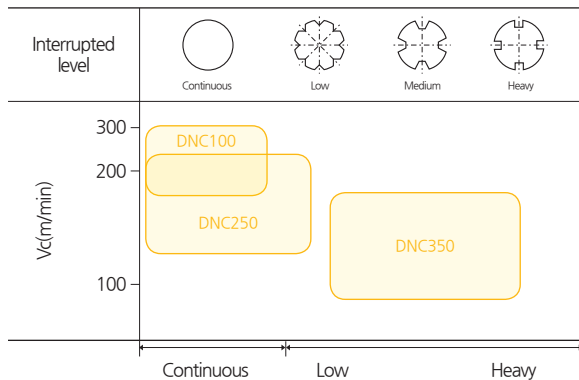 Interrupted
level
Continuous
Low
Medium
Heavy
Vc(m/min)
300
200
100
DNC100
DNC250
DNC350
Continuous
Low
Heavy